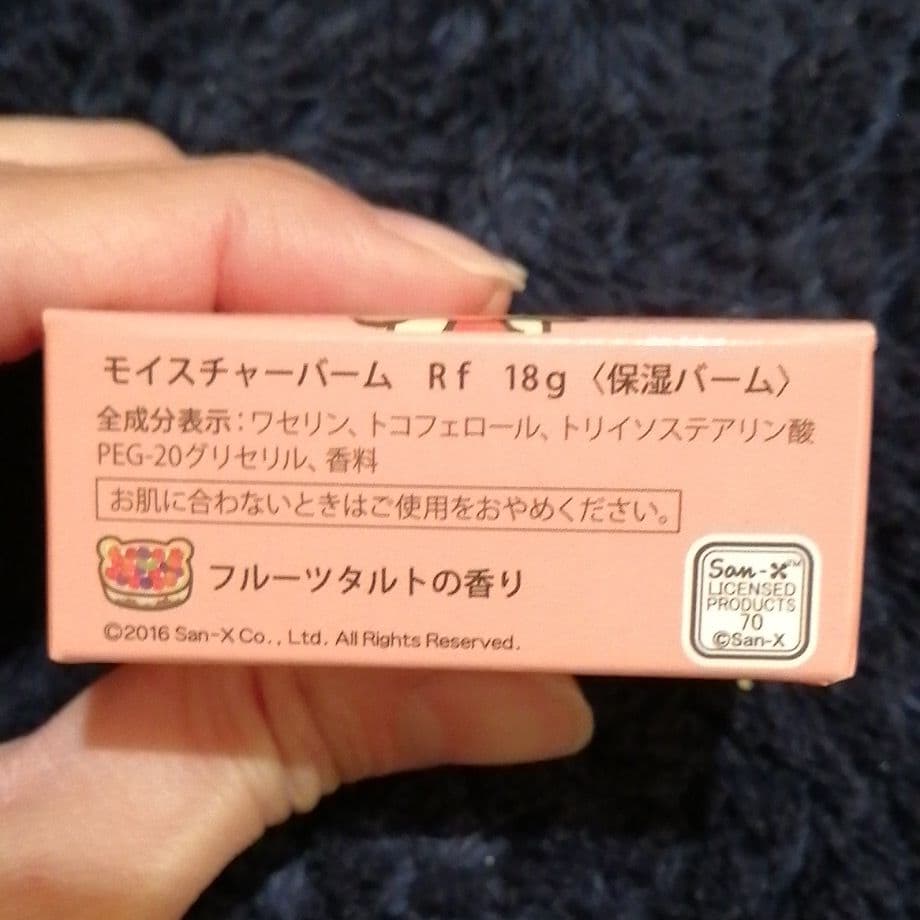 モイスチャーバーム Rf 18g〈保湿バーム〉
全成分表示:ワセリン、トコフェロール、トリイソステアリン酸
PEG-20グリセリル、香料
お肌に合わないときはご使用をおやめください。
フルーツタルトの香り
©2016 San-X Co., Ltd. All Rights Reserved.
San-X™
LICENSED
PRODUCTS
70
©San-X